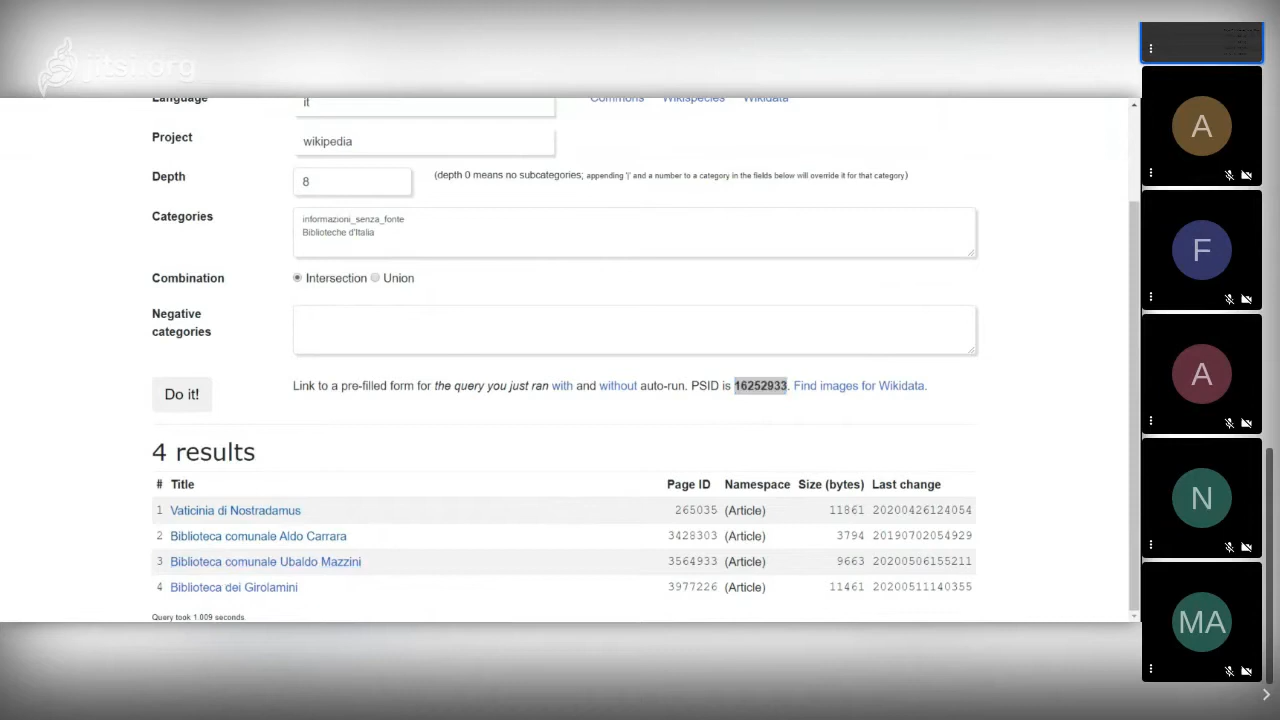 jitsi.org
Language it Commons Wikispecies Wikidata
Project wikipedia
Depth 8 (depth 0 means no subcategories; appending '|' and a number to a category in the fields below will override it for that category)
Categories informazioni_senza_fonte
Biblioteche d'Italia
Combination Intersection Union
Negative
categories
Do it! Link to a pre-filled form for the query you just ran with and without auto-run. PSID is 16252933. Find images for Wikidata.
4 results
# Title Page ID Namespace Size (bytes) Last change
1 Vaticinia di Nostradamus 265035 (Article) 11861 20200426124054
2 Biblioteca comunale Aldo Carrara 3428303 (Article) 3794 20190702054929
3 Biblioteca comunale Ubaldo Mazzini 3564933 (Article) 9663 20200506155211
4 Biblioteca dei Girolamini 3977226 (Article) 11461 20200511140355
Query took 1.009 seconds
A
F
A
N
MA